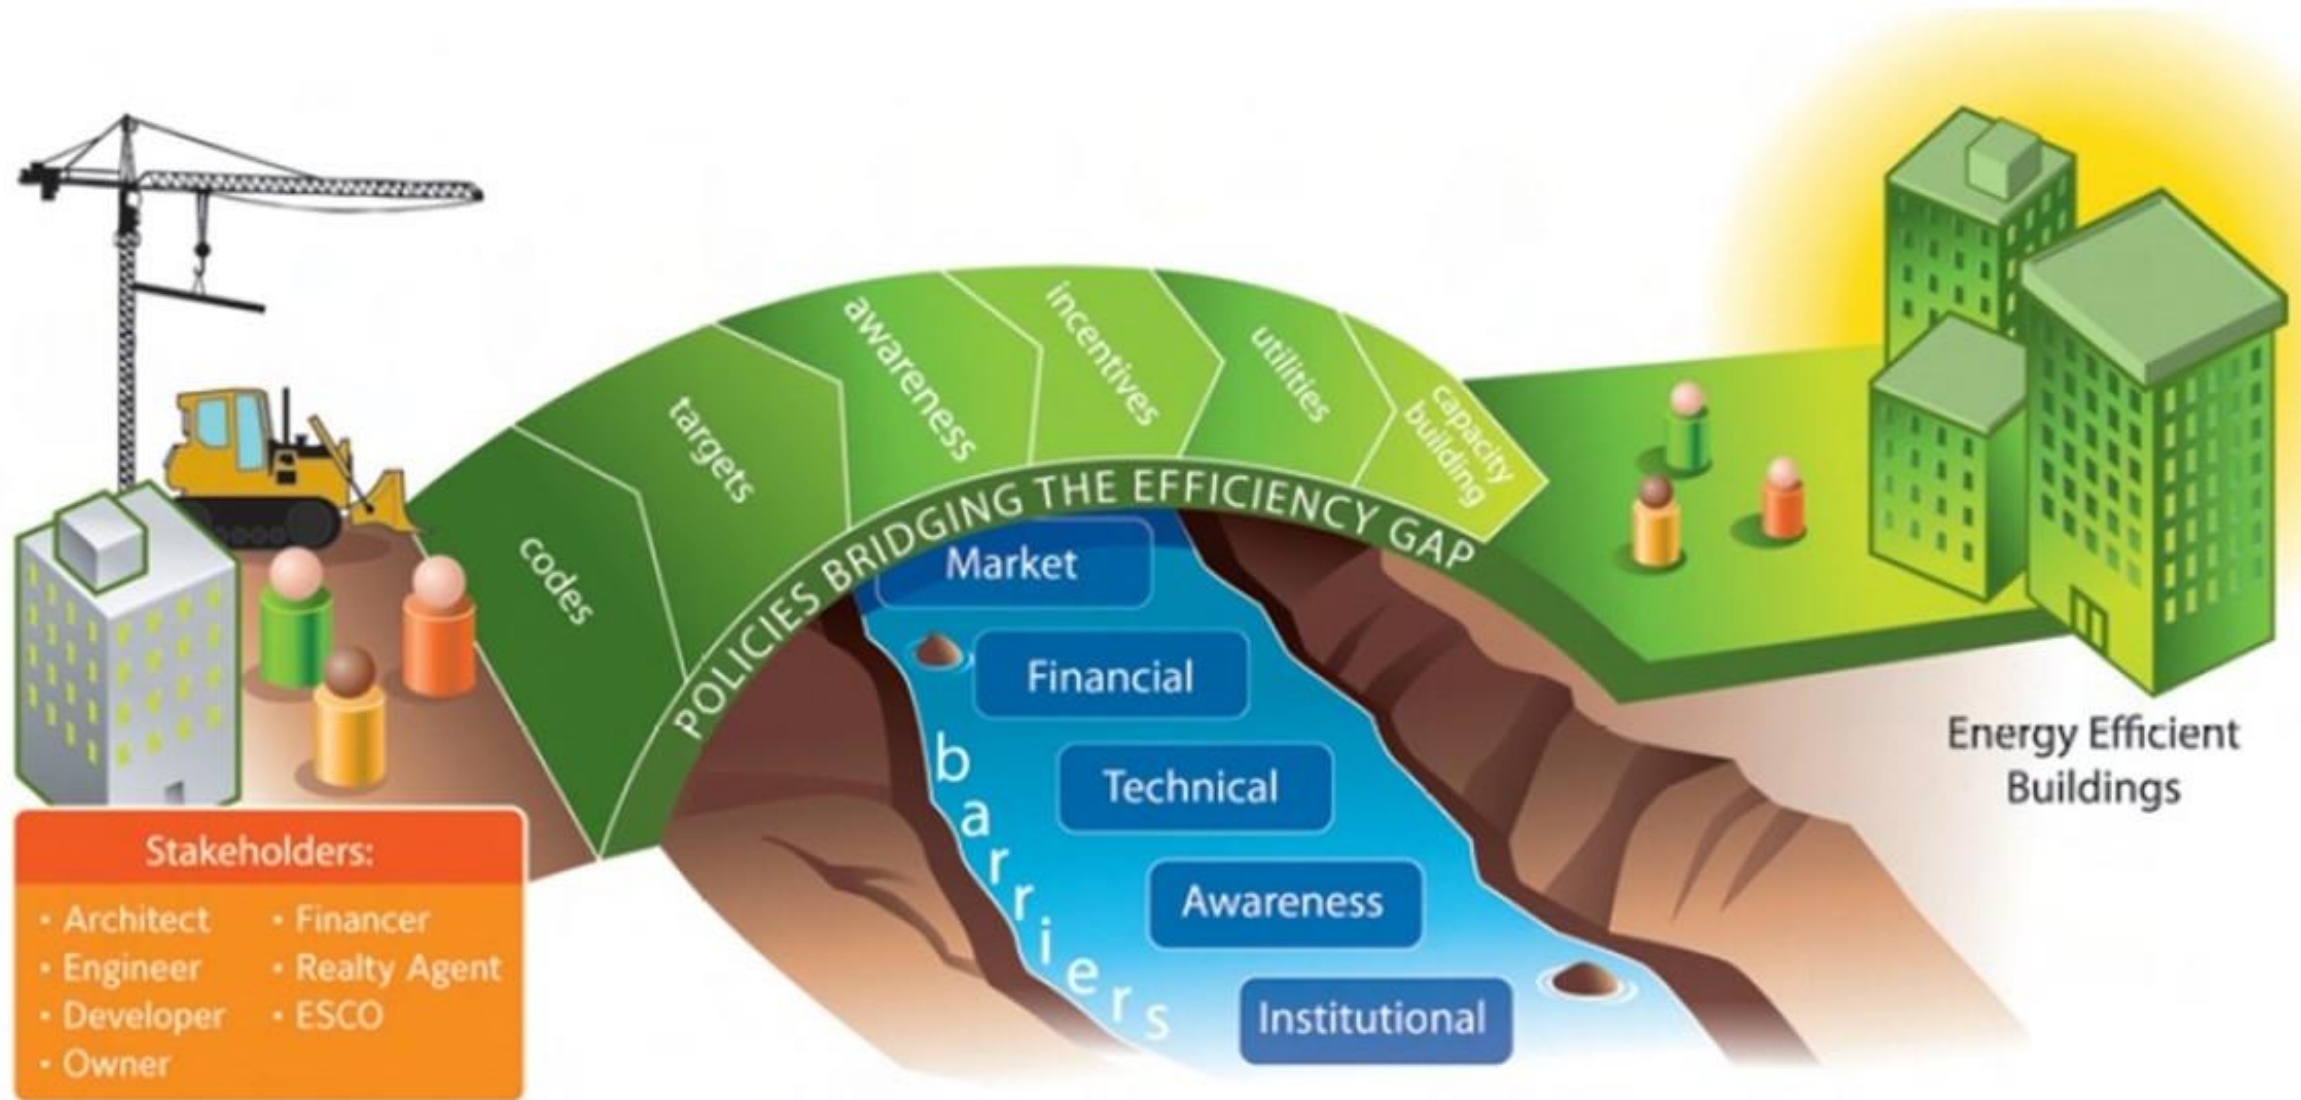 codes
targets
awareness
incentives
utilities
capacity
building
POLICIES BRIDGING THE EFFICIENCY GAP
barriers
Market
Financial
Technical
Awareness
Institutional
Energy Efficient
Buildings
Stakeholders:
• Architect
• Engineer
• Developer
• Owner
• Financer
• Realty Agent
• ESCO